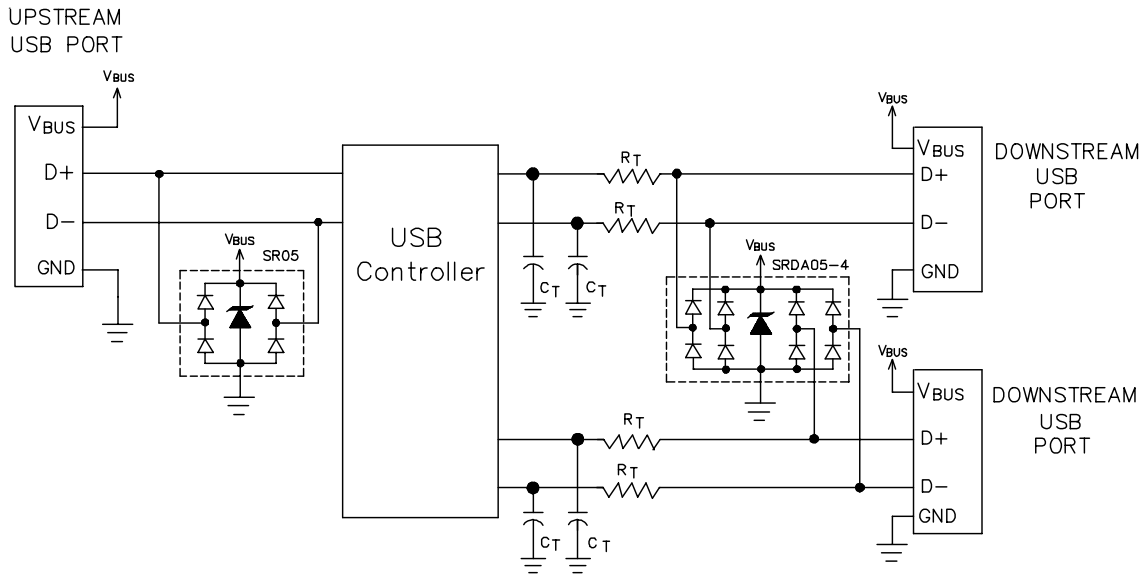 UPSTREAM
USB PORT
VBUS
VBUS
D+
D-
GND
VBUS
SR05
USB
Controller
RT
RT
CT
CT
VBUS
SRDA05-4
VBUS
VBUS
D+
D-
GND
DOWNSTREAM
USB
PORT
RT
RT
CT
CT
VBUS
VBUS
D+
D-
GND
DOWNSTREAM
USB
PORT